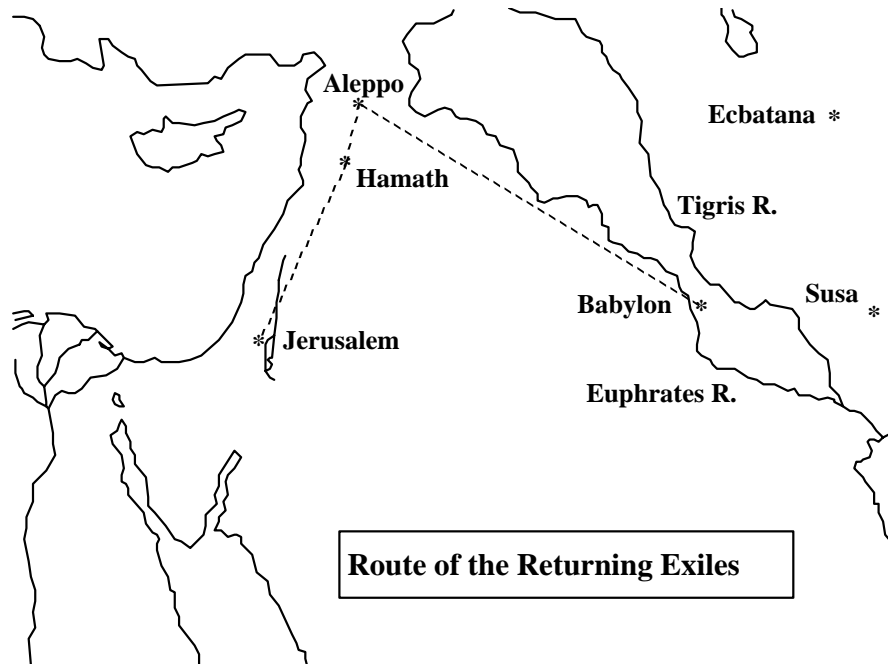 Aleppo
Ecbatana
Hamath
Tigris R.
Susa
Babylon
Jerusalem
Euphrates R.
Route of the Returning Exiles